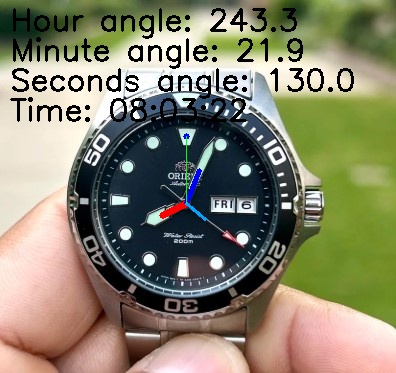 Hour angle: 243.3
Minute angle: 21.9
Seconds angle: 130.0
Time: 08:03:22
10
50
ORIENT
Automatic
FRI 6
Water Resist
200m
40
20
30